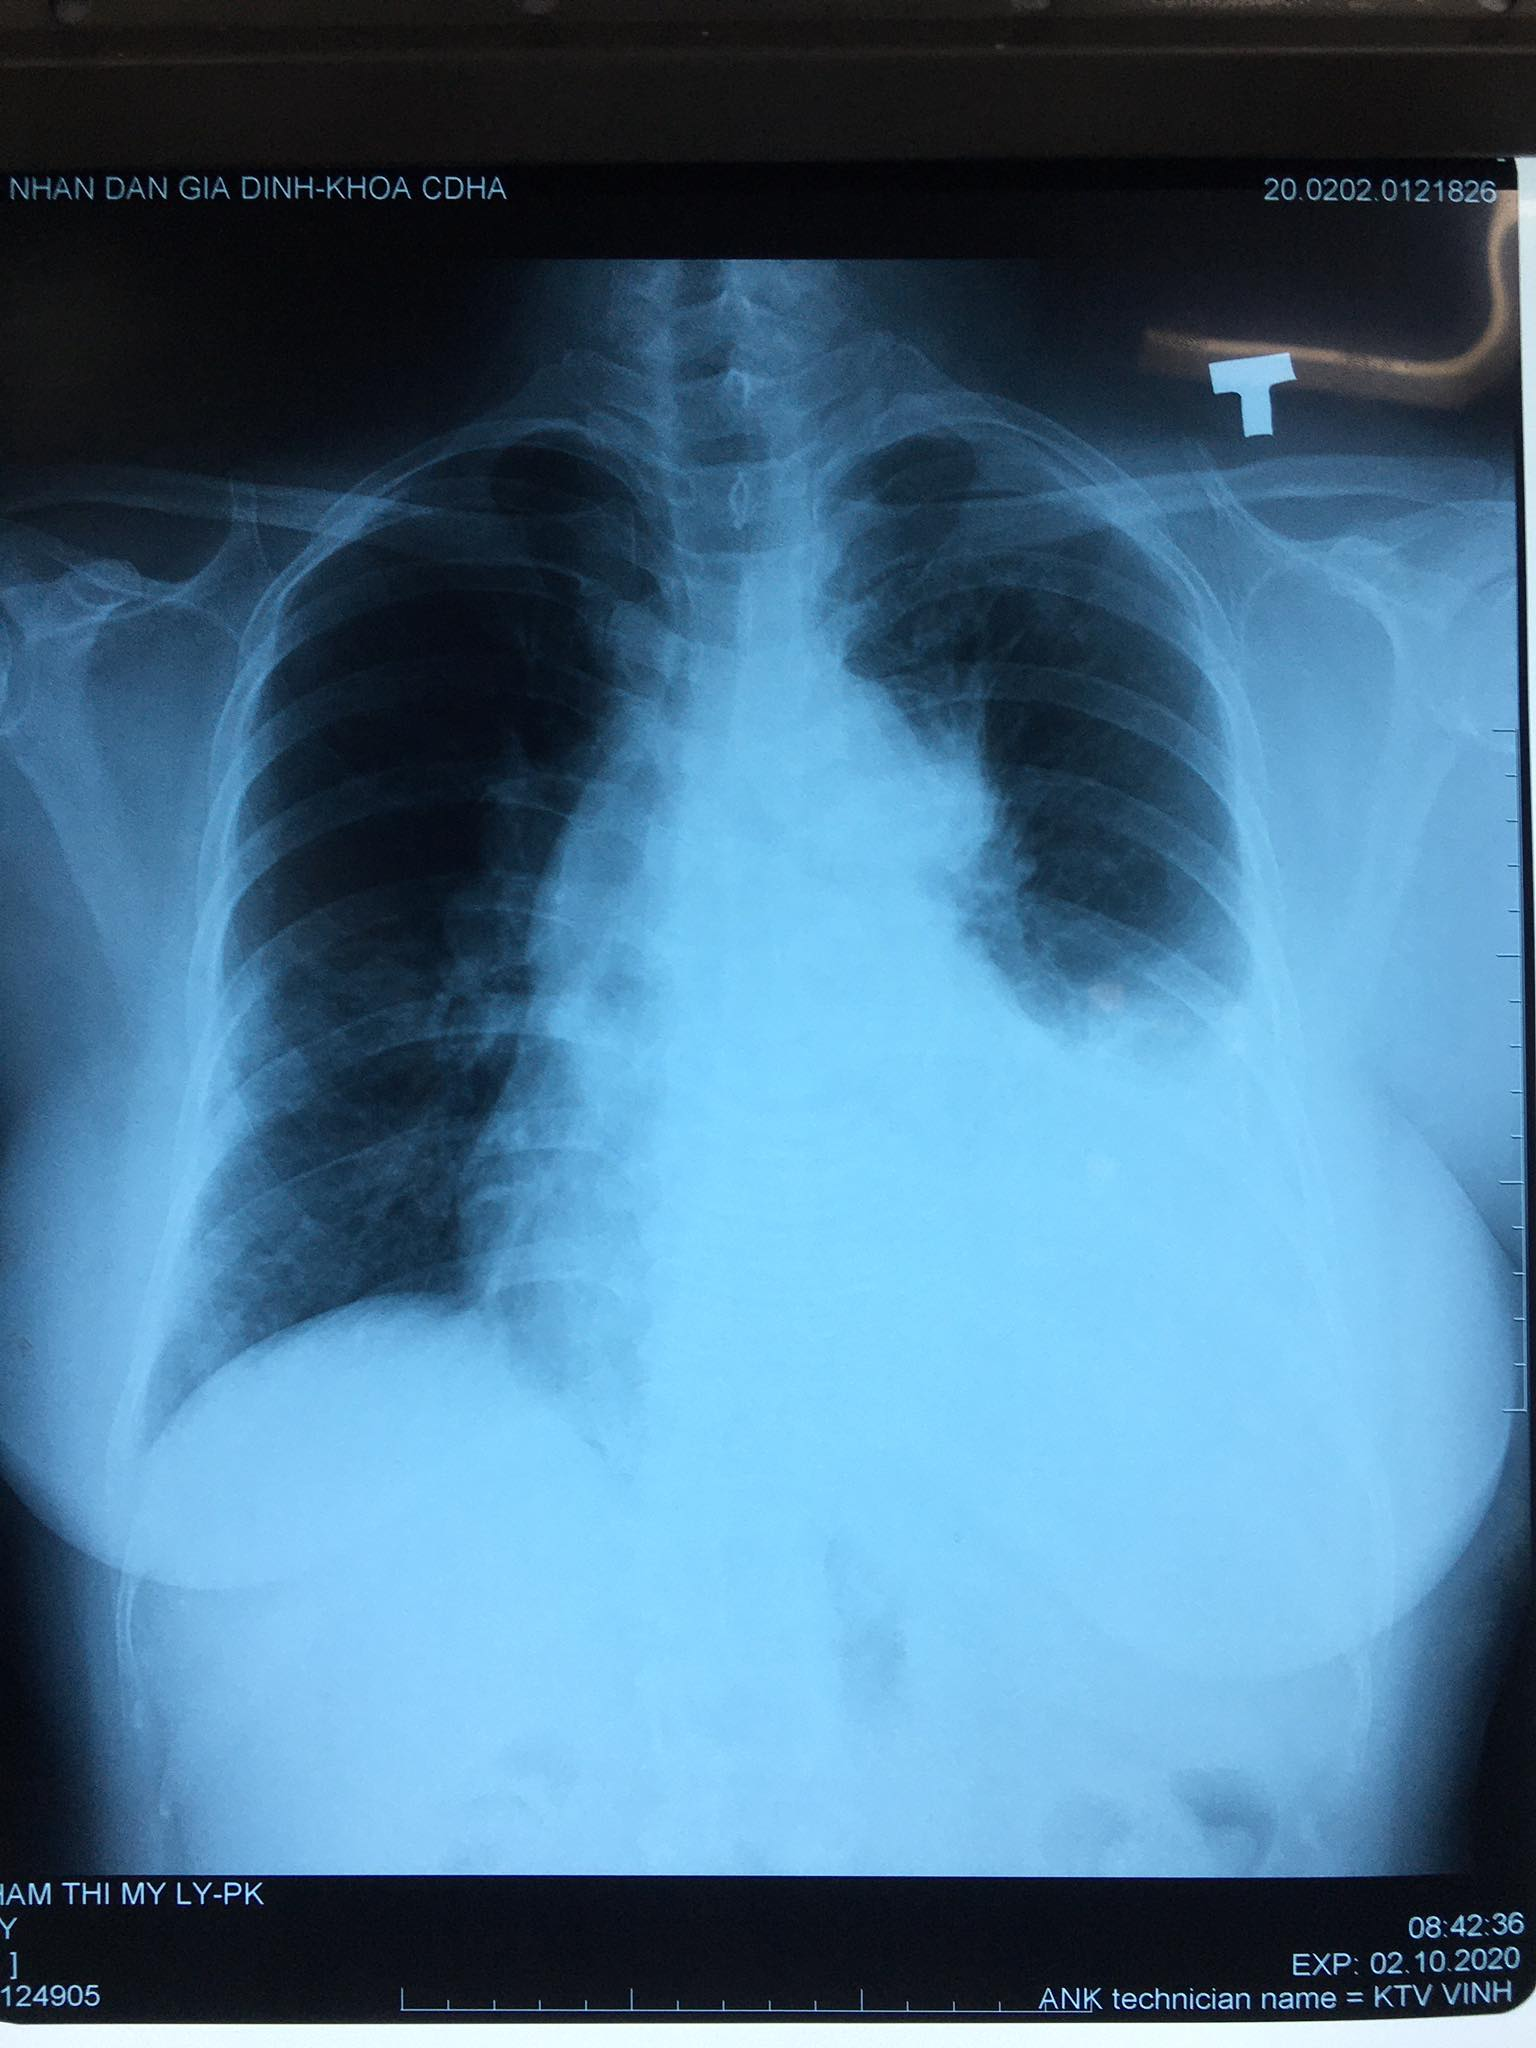 NHAN DAN GIA DINH-KHOA CDHA
20.0202.0121826
T
HAM THI MY LY-PK
Y
]
124905
08:42:36
EXP: 02.10.2020
ANK technician name = KTV VINH